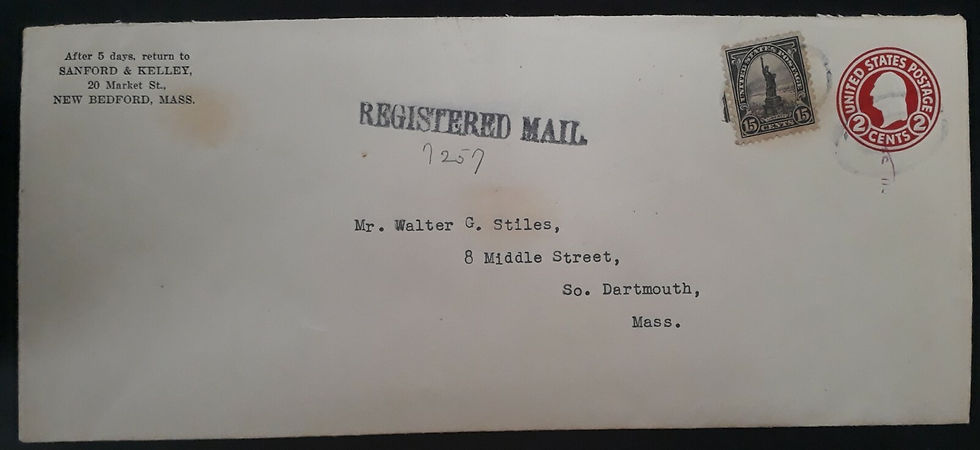 After 5 days, return to
SANFORD & KELLEY,
20 Market St.,
NEW BEDFORD, MASS.
UNITED STATES POSTAGE
15 CENTS 15
UNITED STATES POSTAGE
2 CENTS 2
REGISTERED MAIL
7257
Mr. Walter G. Stiles,
8 Middle Street,
So. Dartmouth,
Mass.